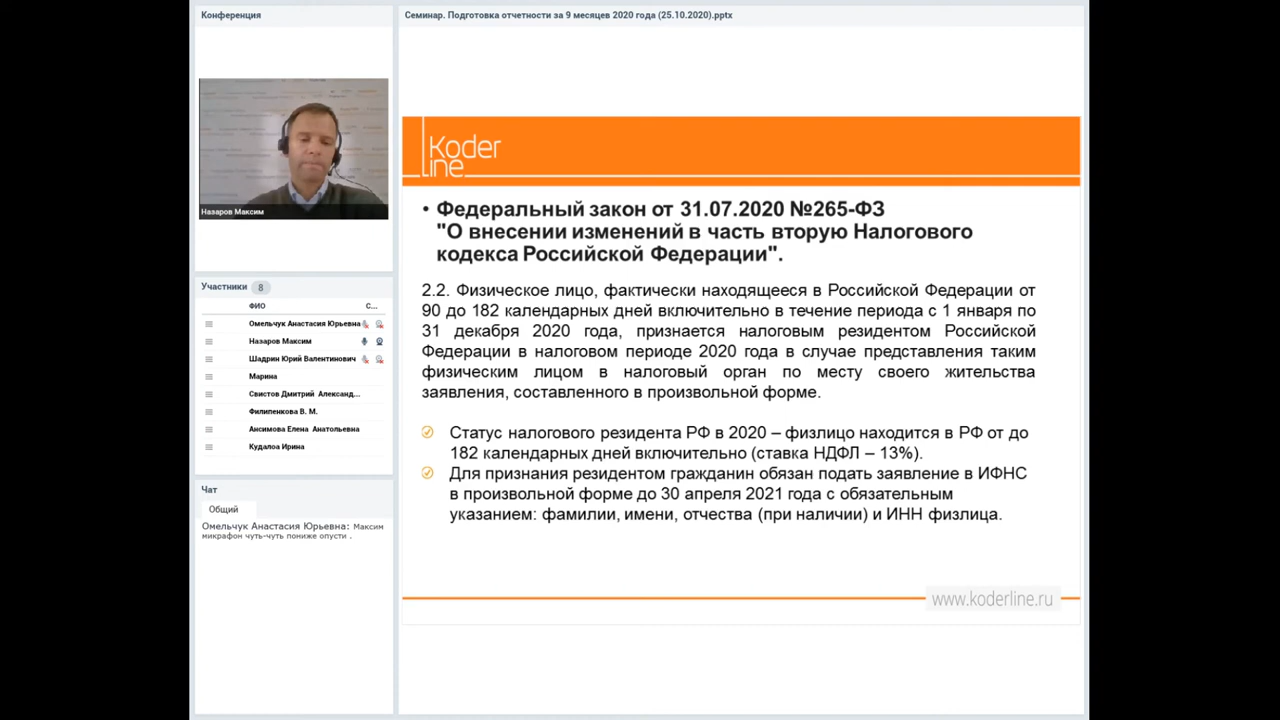 Конференция
Назаров Максим
Участники 8
ФИО С...
Омельчук Анастасия Юрьевна
Назаров Максим
Шадрин Юрий Валентинович
Марина
Свистов Дмитрий Александ...
Филипенкова В. М.
Ансимова Елена Анатольевна
Кудалоа Ирина
Чат
Общий
Омельчук Анастасия Юрьевна: Максим
микрафон чуть-чуть пониже опусти .
Семинар. Подготовка отчетности за 9 месяцев 2020 года (25.10.2020).pptx
Koder
line
• Федеральный закон от 31.07.2020 №265-ФЗ
"О внесении изменений в часть вторую Налогового
кодекса Российской Федерации".
2.2. Физическое лицо, фактически находящееся в Российской Федерации от
90 до 182 календарных дней включительно в течение периода с 1 января по
31 декабря 2020 года, признается налоговым резидентом Российской
Федерации в налоговом периоде 2020 года в случае представления таким
физическим лицом в налоговый орган по месту своего жительства
заявления, составленного в произвольной форме.
Статус налогового резидента РФ в 2020 – физлицо находится в РФ от до
182 календарных дней включительно (ставка НДФЛ – 13%).
Для признания резидентом гражданин обязан подать заявление в ИФНС
в произвольной форме до 30 апреля 2021 года с обязательным
указанием: фамилии, имени, отчества (при наличии) и ИНН физлица.
www.koderline.ru